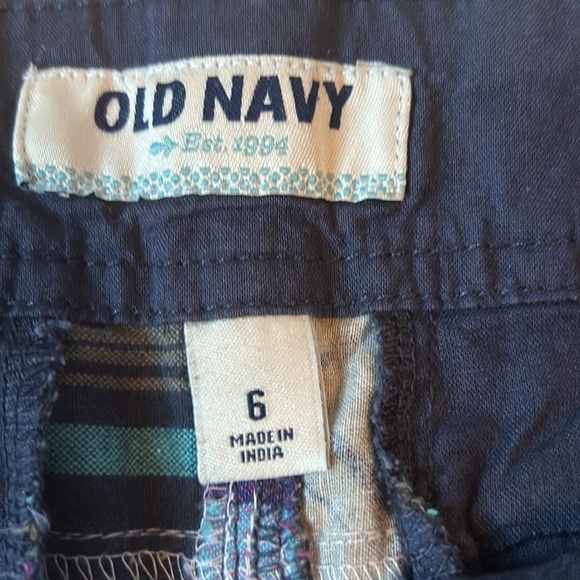 OLD NAVY
Est. 1994
6
MADE IN
INDIA